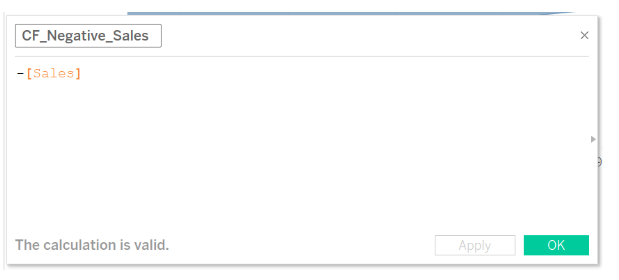 CF_Negative_Sales
-[Sales]
The calculation is valid.
Apply
OK